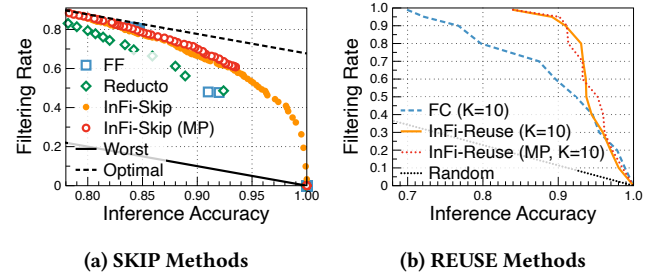 Filtering Rate
0.8
0.6
0.4
0.2
0
FF
Reducto
InFi-Skip
InFi-Skip (MP)
Worst
Optimal
0.80
0.85
0.90
0.95
1.00
Inference Accuracy
(a) SKIP Methods
Filtering Rate
1.0
0.9
0.8
0.7
0.6
0.5
0.4
0.3
0.2
0.1
0
FC (K=10)
InFi-Reuse (K=10)
InFi-Reuse (MP, K=10)
Random
0.7
0.8
0.9
1.0
Inference Accuracy
(b) REUSE Methods